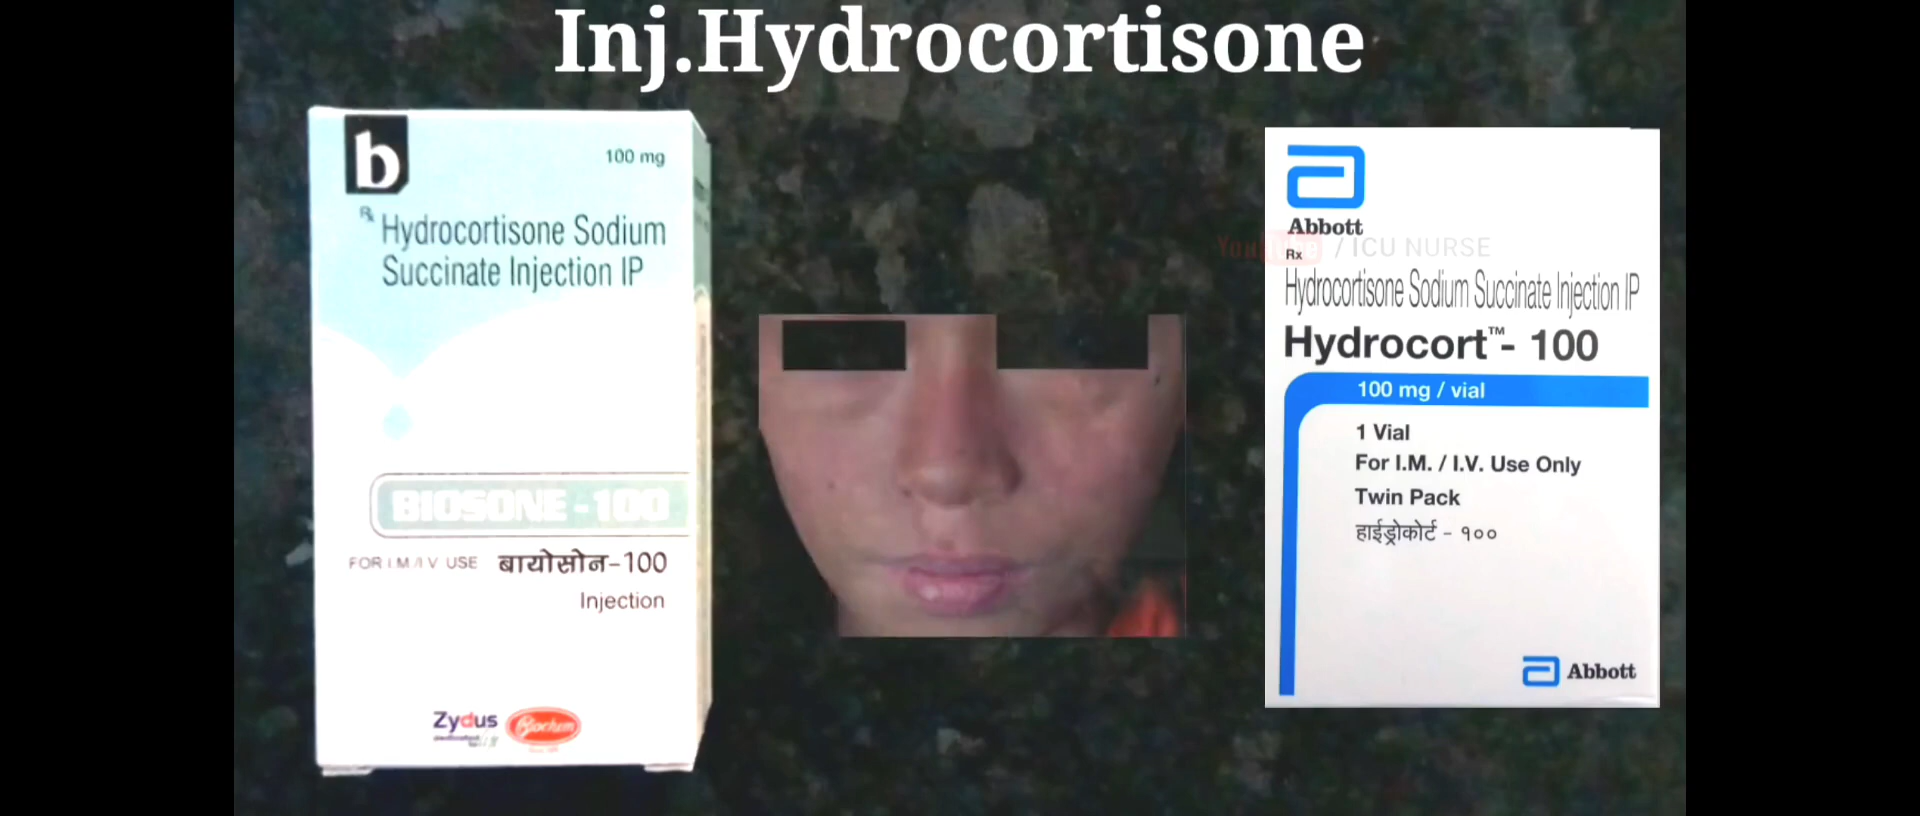 Inj.Hydrocortisone
b
100 mg
Rx Hydrocortisone Sodium
Succinate Injection IP
BIOSONE-100
FOR I.M./I.V. USE बायोसोन-100
Injection
Zydus
Biochem
Abbott
YouTube / ICU NURSE
Rx
Hydrocortisone Sodium Succinate Injection IP
Hydrocort™- 100
100 mg / vial
1 Vial
For I.M. / I.V. Use Only
Twin Pack
हाईड्रोकोर्ट - १००
Abbott